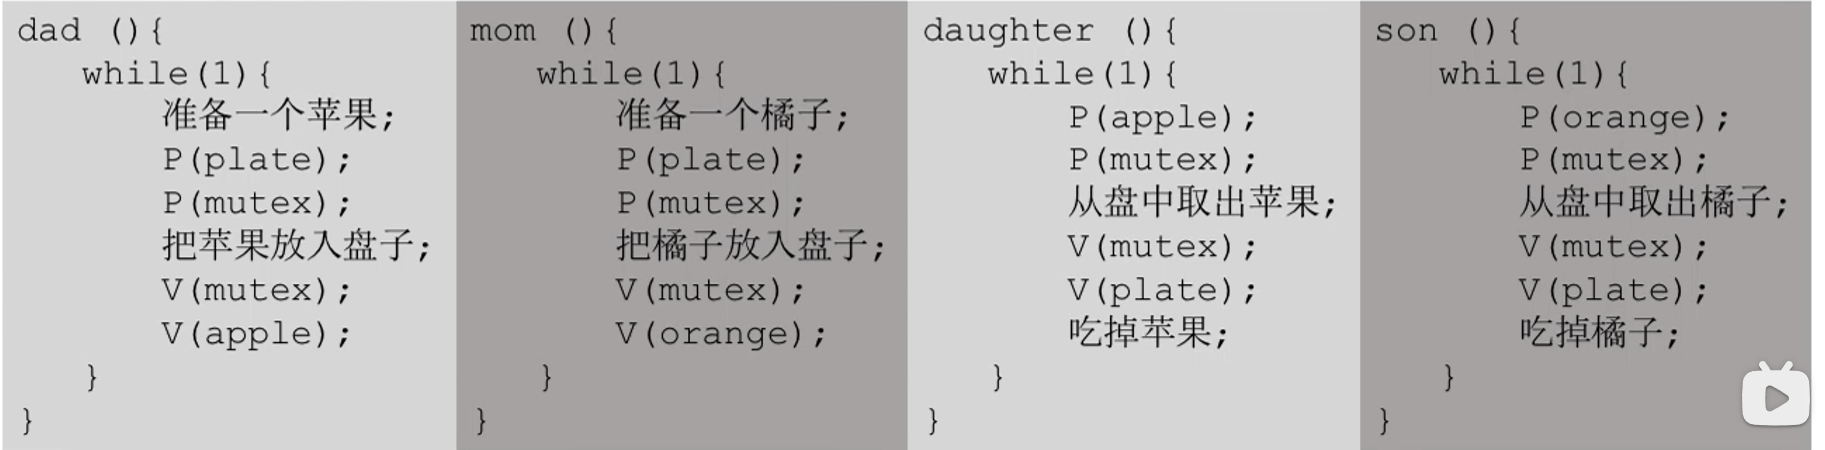 dad (){
while(1){
准备一个苹果;
P(plate);
P(mutex);
把苹果放入盘子;
V(mutex);
V(apple);
}
}
mom (){
while(1){
准备一个橘子;
P(plate);
P(mutex);
把橘子放入盘子;
V(mutex);
V(orange);
}
}
daughter (){
while(1){
P(apple);
P(mutex);
从盘中取出苹果;
V(mutex);
V(plate);
吃掉苹果;
}
}
son (){
while(1){
P(orange);
P(mutex);
从盘中取出橘子;
V(mutex);
V(plate);
吃掉橘子;
}
}